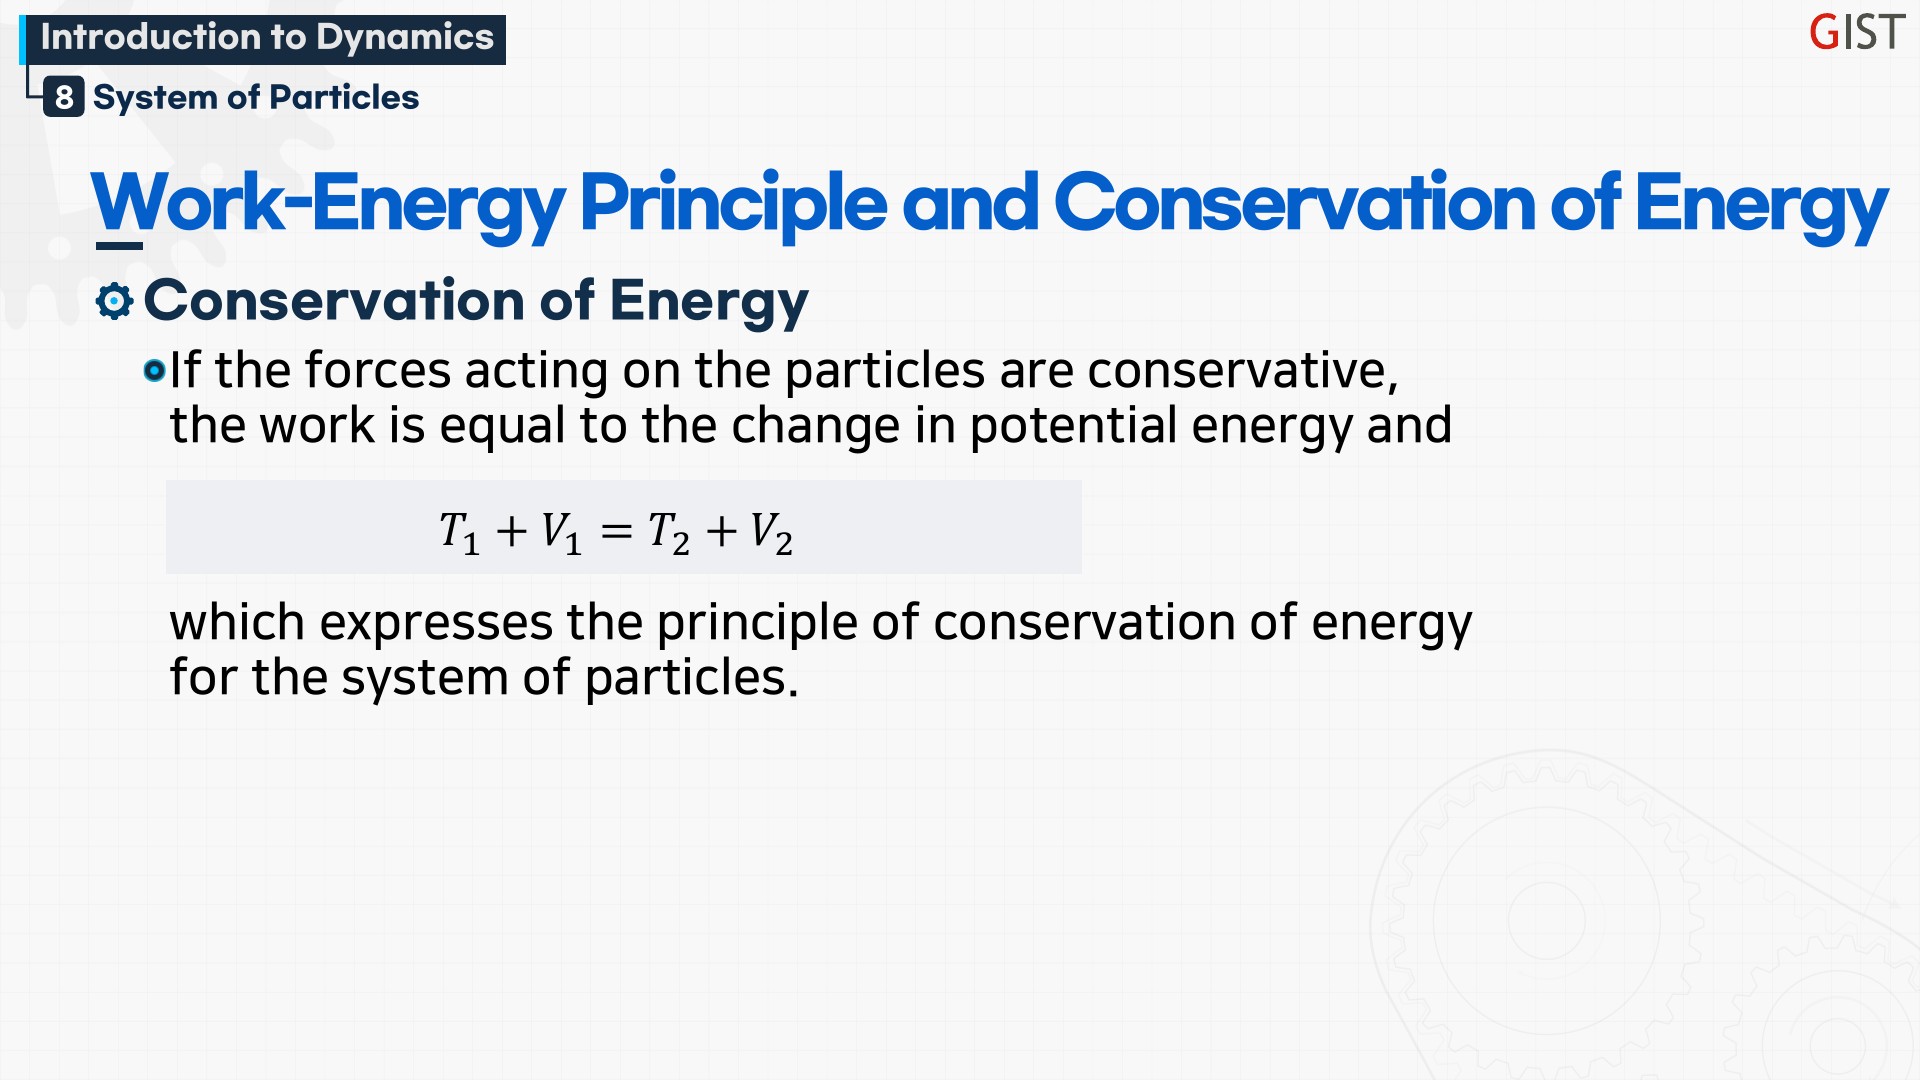 Introduction to Dynamics
GIST
8 System of Particles
Work-Energy Principle and Conservation of Energy
Conservation of Energy
If the forces acting on the particles are conservative,
the work is equal to the change in potential energy and
T₁ + V₁ = T₂ + V₂
which expresses the principle of conservation of energy
for the system of particles.